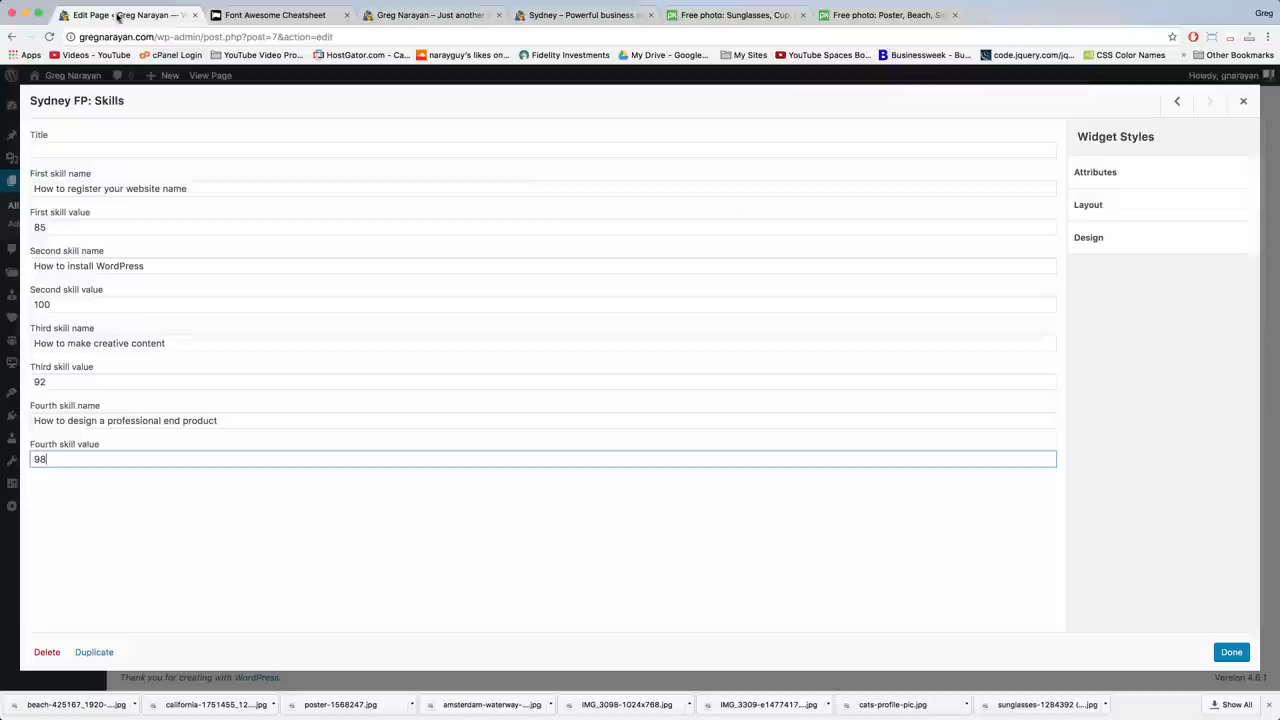 Edit Page ‹ Greg Narayan — W
Font Awesome Cheatsheet
Greg Narayan – Just another
Sydney – Powerful business
Free photo: Sunglasses, Cup,
Free photo: Poster, Beach, S
Greg
gregnarayan.com/wp-admin/post.php?post=7&action=edit
Apps
Videos - YouTube
cPanel Login
YouTube Video Pro...
HostGator.com - Ca...
narayguy's likes on...
Fidelity Investments
My Drive - Google...
My Sites
YouTube Spaces Bo...
Businessweek - Bu...
code.jquery.com/jq...
CSS Color Names
»
Other Bookmarks
Greg Narayan
+ New
View Page
Howdy, gnarayan
Sydney FP: Skills
Title
First skill name
How to register your website name
First skill value
85
Second skill name
How to install WordPress
Second skill value
100
Third skill name
How to make creative content
Third skill value
92
Fourth skill name
How to design a professional end product
Fourth skill value
98
Widget Styles
Attributes
Layout
Design
Al
Ad
Delete
Duplicate
Done
Thank you for creating with WordPress.
Version 4.6.1
beach-425167_1920-....jpg
california-1751455_12....jpg
poster-1568247.jpg
amsterdam-waterway-....jpg
IMG_3098-1024x768.jpg
IMG_3309-e1477417....jpg
cats-profile-pic.jpg
sunglasses-1284392 (....jpg
Show All